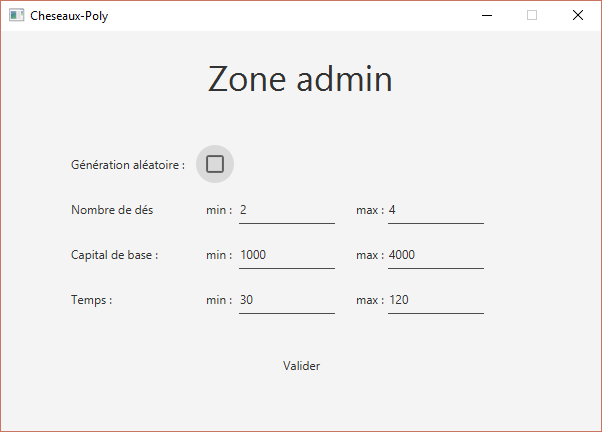 Cheseaux-Poly
Zone admin
Génération aléatoire :
Nombre de dés min : 2 max : 4
Capital de base : min : 1000 max : 4000
Temps : min : 30 max : 120
Valider